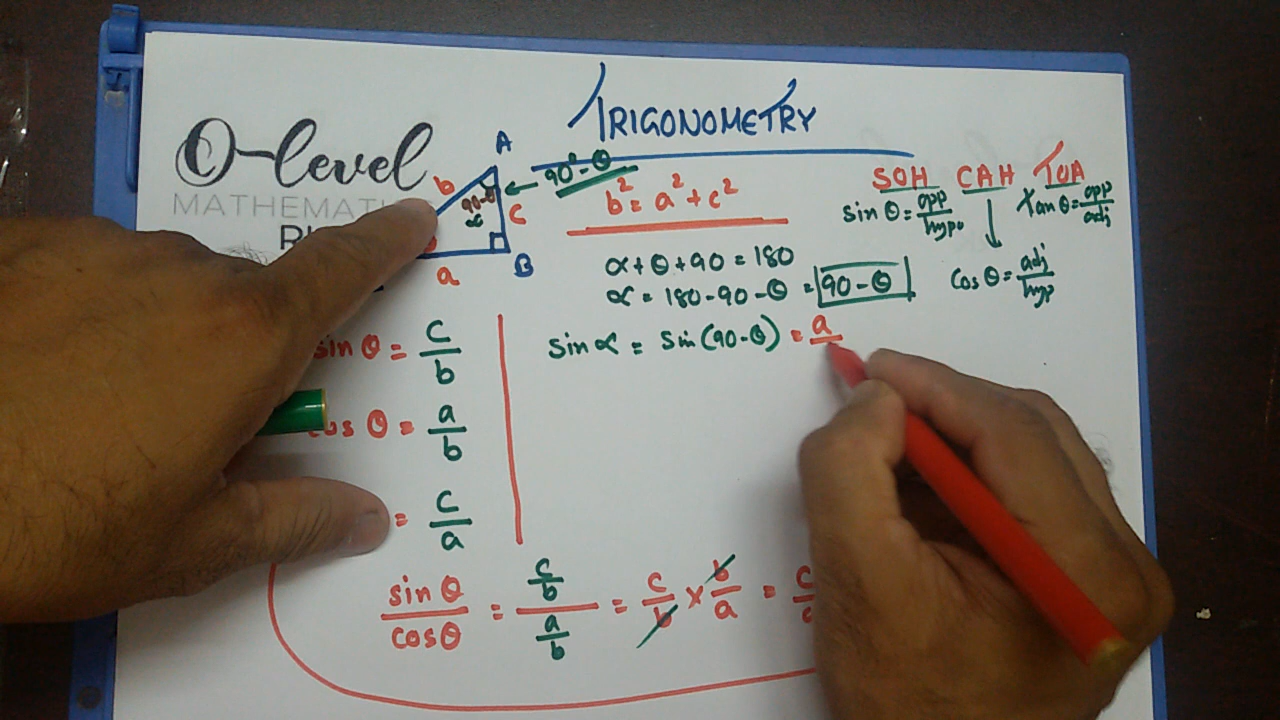 TRIGONOMETRY
O-level
MATHEMATI
A
b
90-θ
α
c
a
B
← 90°-θ
b² = a² + c²
SOH CAH TOA
sin θ = opp/hypo
Tan θ = opp/adj
cos θ = adj/hyp
α + θ + 90 = 180
α = 180 - 90 - θ = 90 - θ
sin α = sin(90-θ) = a
sin θ = c/b
cos θ = a/b
= c/a
sin θ/cos θ = (c/b)/(a/b) = c/b × b/a = c